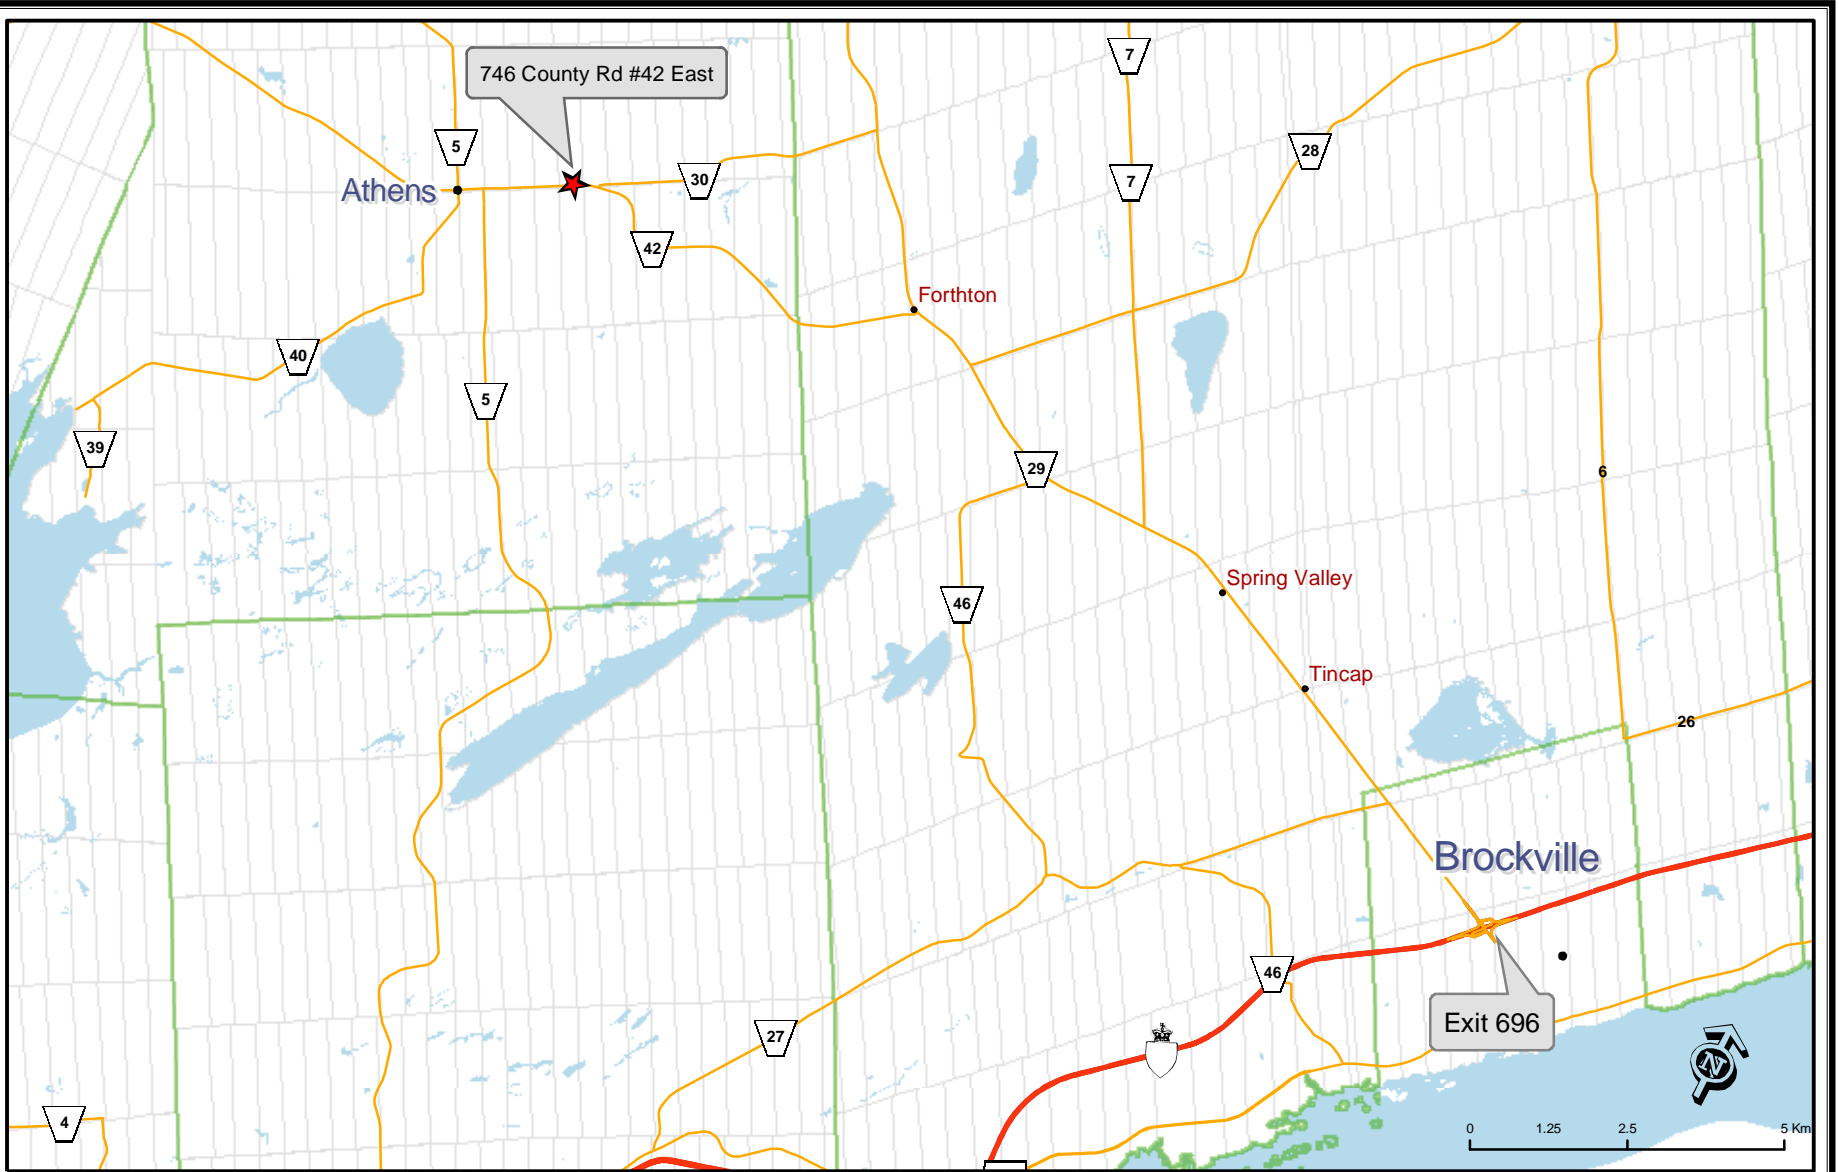 7
746 County Rd #42 East
5
28
30
7
Athens
42
Forthton
40
5
39
29
6
Spring Valley
46
Tincap
26
Brockville
46
Exit 696
27
N
4
0 1.25 2.5 5 Km